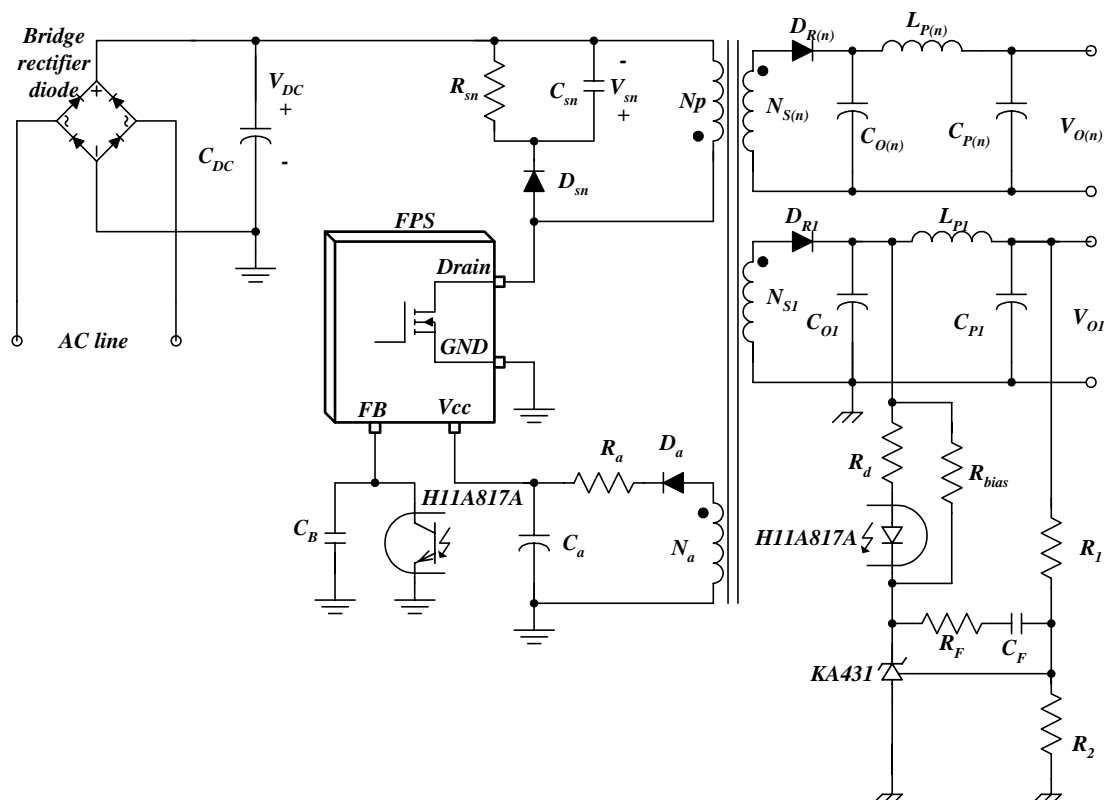 Bridge
rectifier
diode
V_DC
+
C_DC
-
AC line
R_sn
C_sn
-
V_sn
+
D_sn
Np
FPS
Drain
GND
FB
Vcc
C_B
H11A817A
R_a
D_a
C_a
N_a
D_R(n)
L_P(n)
N_S(n)
C_O(n)
C_P(n)
V_O(n)
D_R1
L_P1
N_S1
C_O1
C_P1
V_O1
R_d
R_bias
H11A817A
R_1
R_F
C_F
KA431
R_2